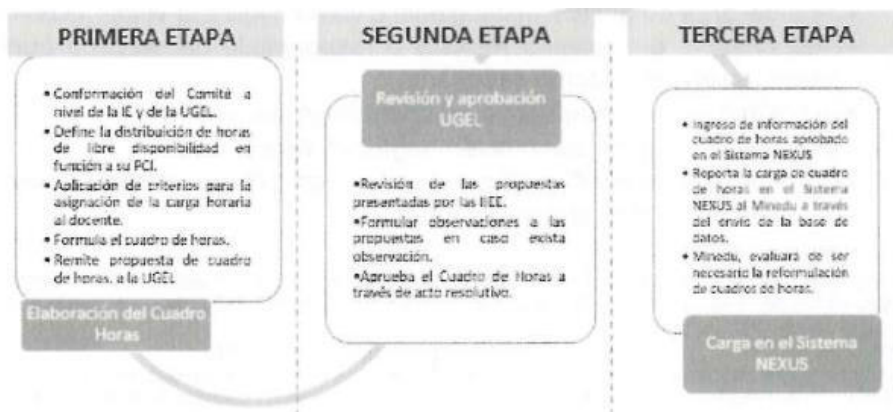 PRIMERA ETAPA
• Conformación del Comité a
nivel de la IE y de la UGEL.
• Define la distribuición de horas
de libre disponibilidad en
función a su PCI.
• Aplicación de criterios para la
asignación de la carga horaria
al docente.
• Formula el cuadro de horas.
• Remite propuesta de cuadro
de horas. a la UGEL
Elaboración del Cuadro
Horas
SEGUNDA ETAPA
Revisión y aprobación
UGEL
•Revisión de las propuestas
presentadas por las IIEE.
•Formular observaciones a las
propuestas en caso exista
observación.
•Aprueba el Cuadro de Horas a
través de acto resolutivo.
TERCERA ETAPA
• Ingreso de información del
cuadro de horas aprobado
en el Sistema NEXUS
• Reporta la carga de cuadro
de horas en el Sistema
NEXUS al Minedu a través
del envío de la base de
datos.
• Minedu, evaluará de ser
necesario la reformulación
de cuadros de horas.
Carga en el Sistema
NEXUS